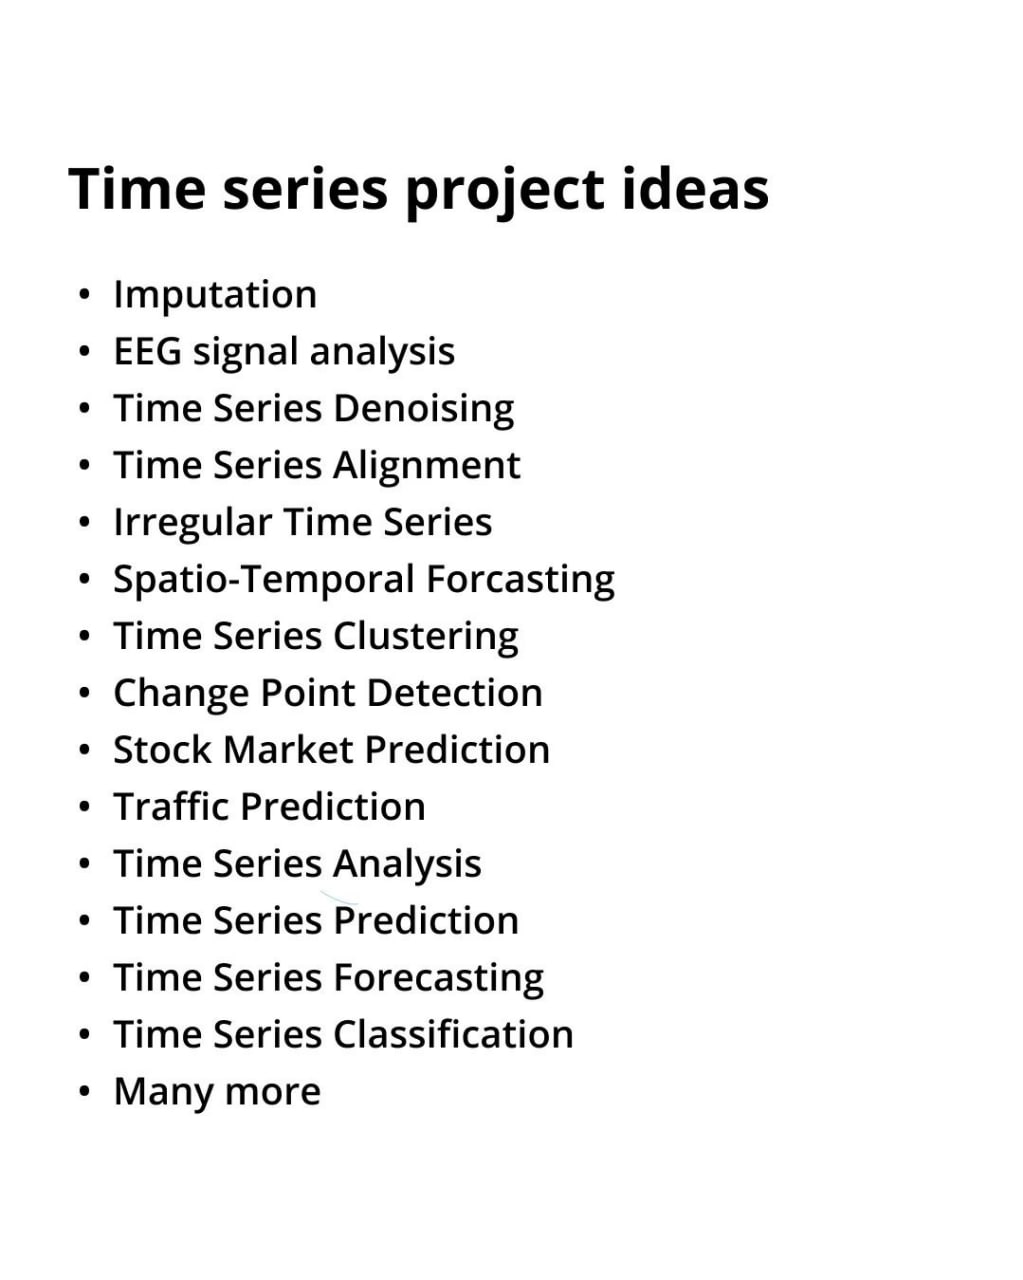 Time series project ideas
• Imputation
• EEG signal analysis
• Time Series Denoising
• Time Series Alignment
• Irregular Time Series
• Spatio-Temporal Forcasting
• Time Series Clustering
• Change Point Detection
• Stock Market Prediction
• Traffic Prediction
• Time Series Analysis
• Time Series Prediction
• Time Series Forecasting
• Time Series Classification
• Many more